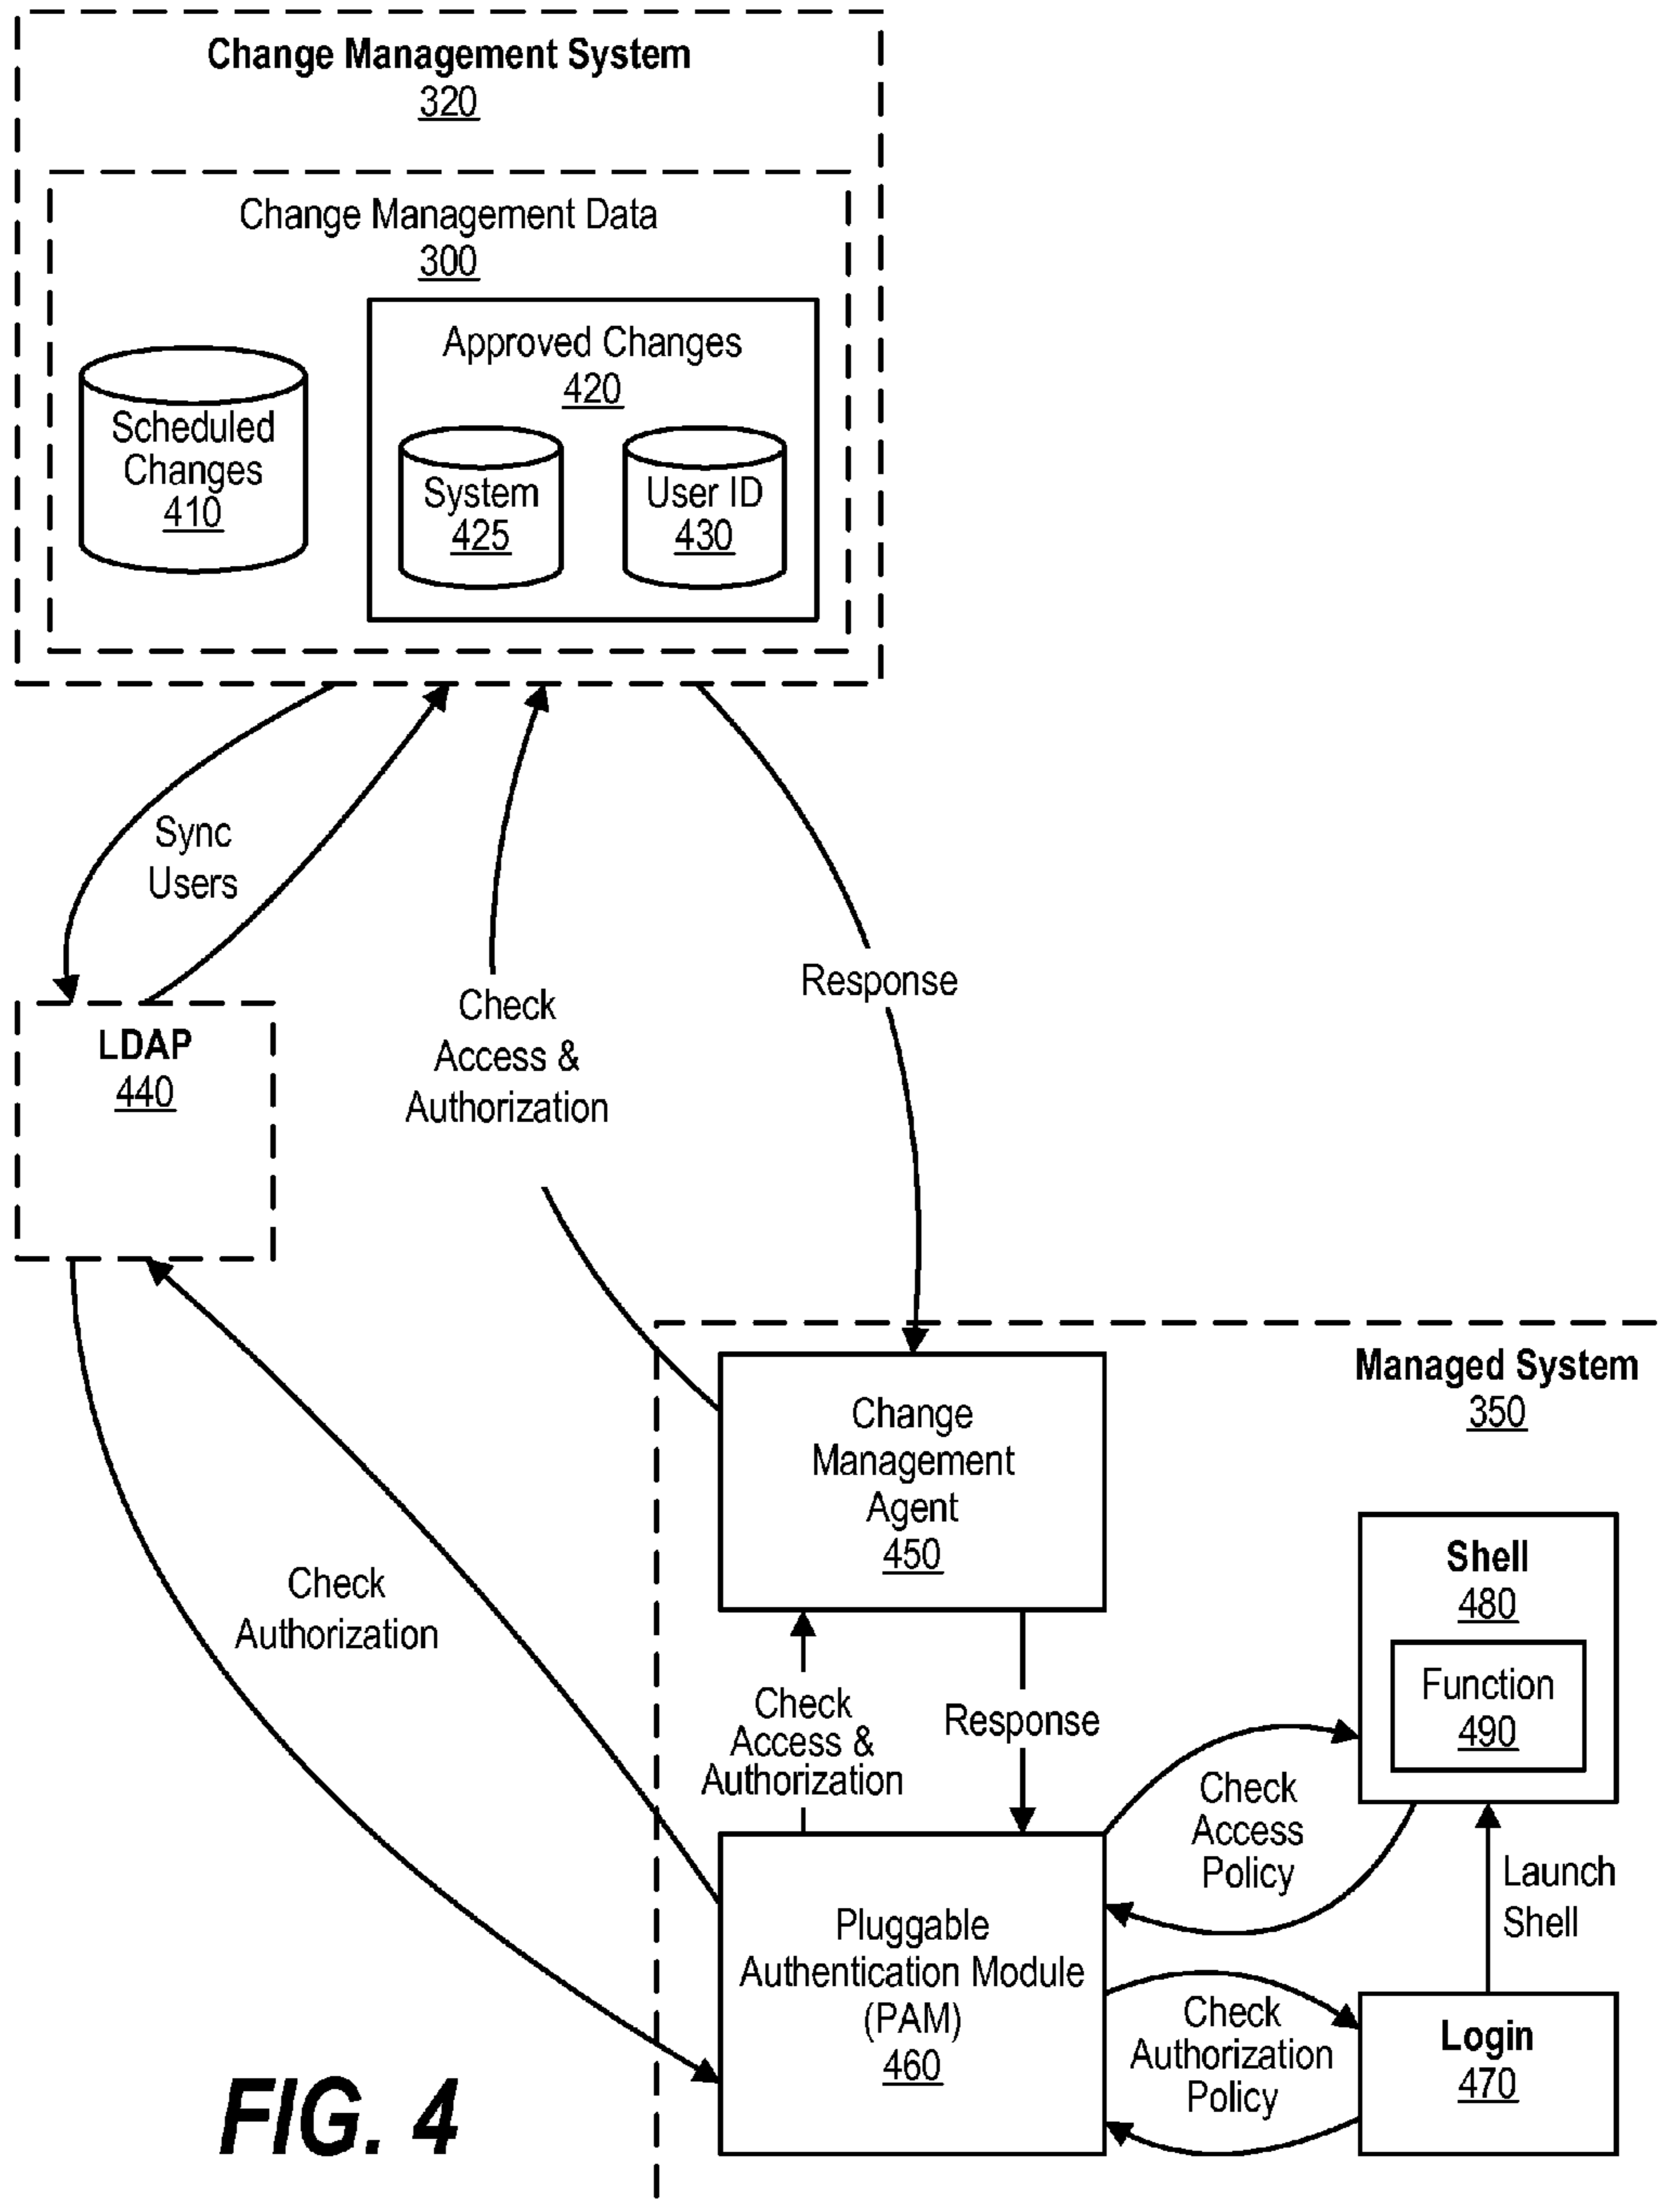 Change Management System
320
Change Management Data
300
Approved Changes
420
Scheduled
Changes
410
System
425
User ID
430
Sync
Users
Response
Check
Access &
Authorization
LDAP
440
Managed System
350
Change
Management
Agent
450
Shell
480
Function
490
Check
Authorization
Check
Access &
Authorization
Response
Check
Access
Policy
Launch
Shell
Pluggable
Authentication Module
(PAM)
460
Check
Authorization
Policy
Login
470
FIG. 4